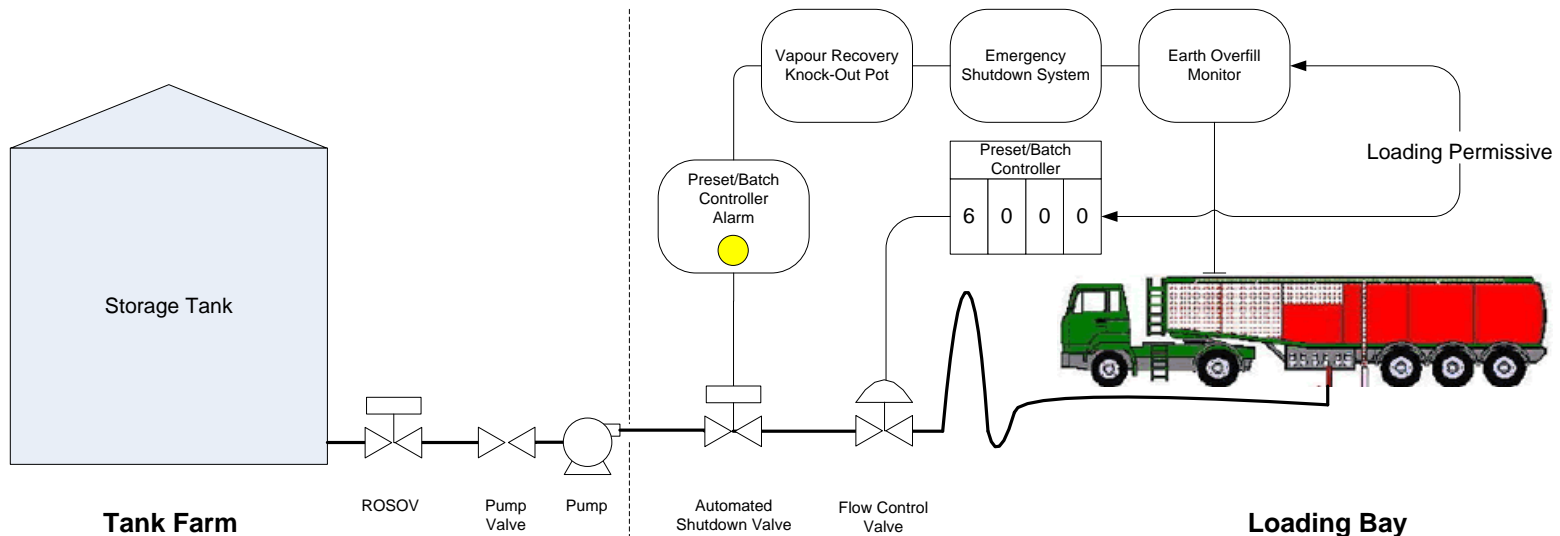 Vapour Recovery
Knock-Out Pot
Emergency
Shutdown System
Earth Overfill
Monitor
Preset/Batch
Controller
6 0 0 0
Loading Permissive
Preset/Batch
Controller
Alarm
Storage Tank
ROSOV
Pump
Valve
Pump
Automated
Shutdown Valve
Flow Control
Valve
Tank Farm
Loading Bay